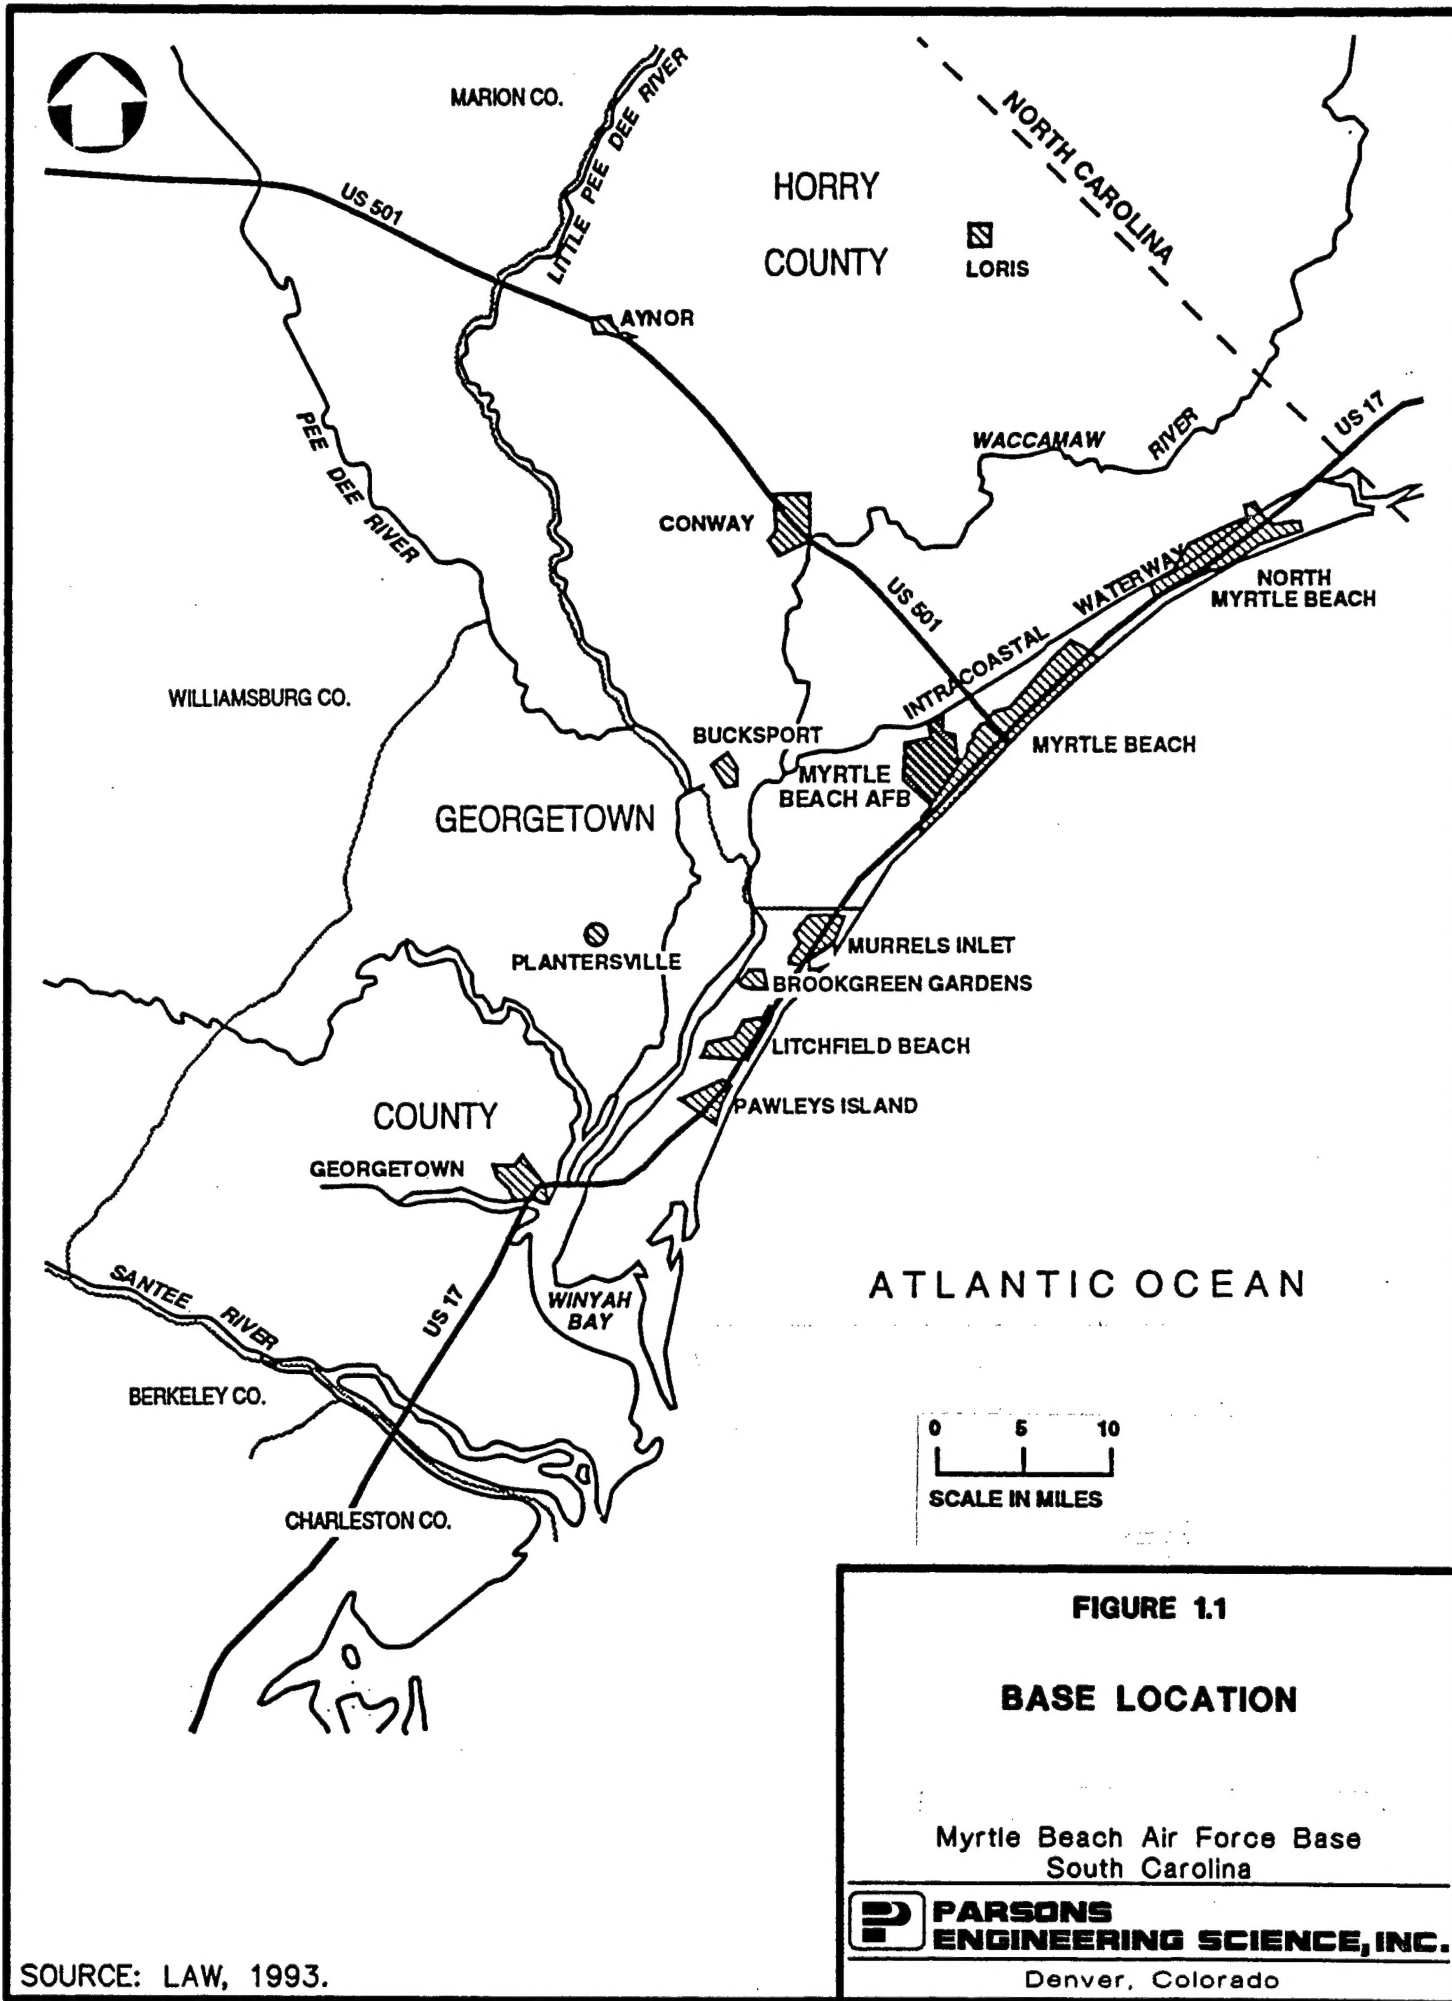 MARION CO.
LITTLE PEE DEE RIVER
NORTH CAROLINA
HORRY
COUNTY
US 501
LORIS
AYNOR
US 17
PEE DEE RIVER
WACCAMAW RIVER
CONWAY
US 501
INTRACOASTAL WATERWAY
NORTH
MYRTLE BEACH
WILLIAMSBURG CO.
BUCKSPORT
MYRTLE BEACH
MYRTLE
BEACH AFB
GEORGETOWN
MURRELS INLET
PLANTERSVILLE
BROOKGREEN GARDENS
LITCHFIELD BEACH
COUNTY
PAWLEYS ISLAND
GEORGETOWN
ATLANTIC OCEAN
SANTEE RIVER
US 17
WINYAH
BAY
BERKELEY CO.
0 5 10
SCALE IN MILES
CHARLESTON CO.
FIGURE 1.1
BASE LOCATION
Myrtle Beach Air Force Base
South Carolina
PARSONS
ENGINEERING SCIENCE, INC.
Denver, Colorado
SOURCE: LAW, 1993.